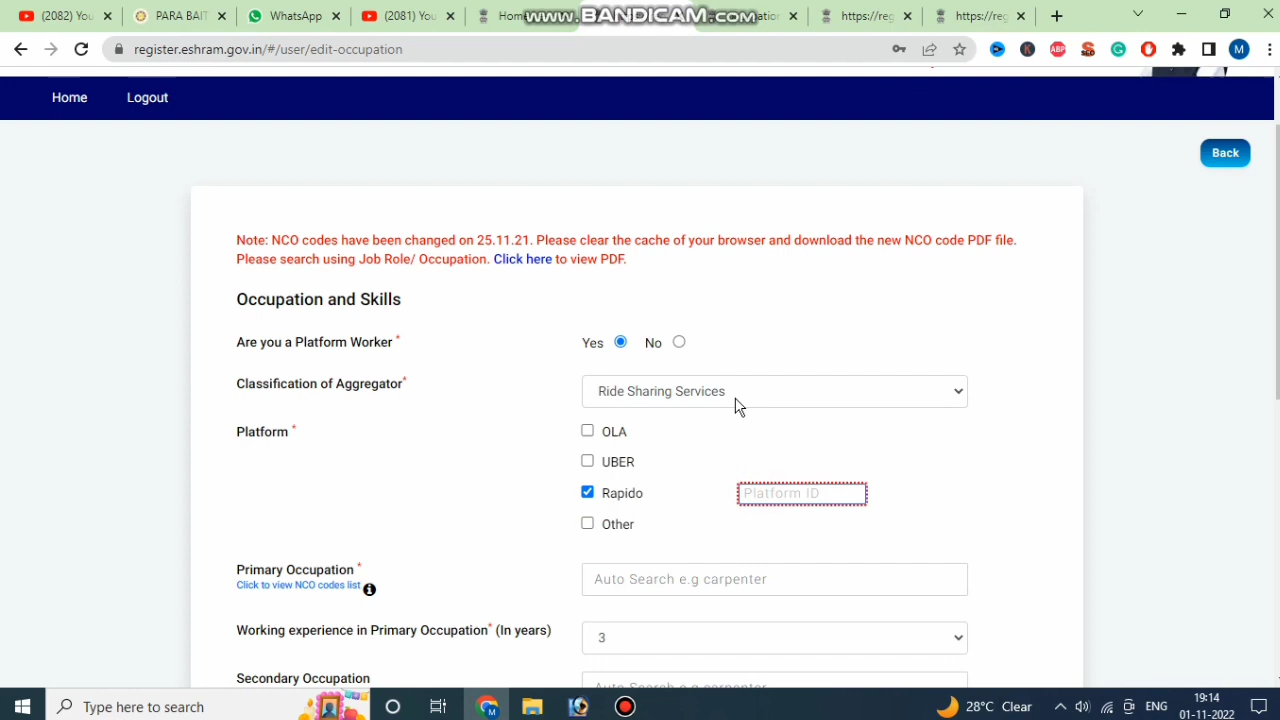 (2082) You
PARA BAIT
WhatsApp
(2081) You
Hom
www.BANDICAM.com
ation
https://reg
https://reg
register.eshram.gov.in/#/user/edit-occupation
ABP
SEO
M
Home
Logout
Back
Note: NCO codes have been changed on 25.11.21. Please clear the cache of your browser and download the new NCO code PDF file.
Please search using Job Role/ Occupation. Click here to view PDF.
Occupation and Skills
Are you a Platform Worker *
Yes
No
Classification of Aggregator*
Ride Sharing Services
Platform *
OLA
UBER
Rapido
Platform ID
Other
Primary Occupation *
Click to view NCO codes list
Auto Search e.g carpenter
Working experience in Primary Occupation* (In years)
3
Secondary Occupation
Auto Search e.g carpenter
Type here to search
28°C Clear
ENG
19:14
01-11-2022